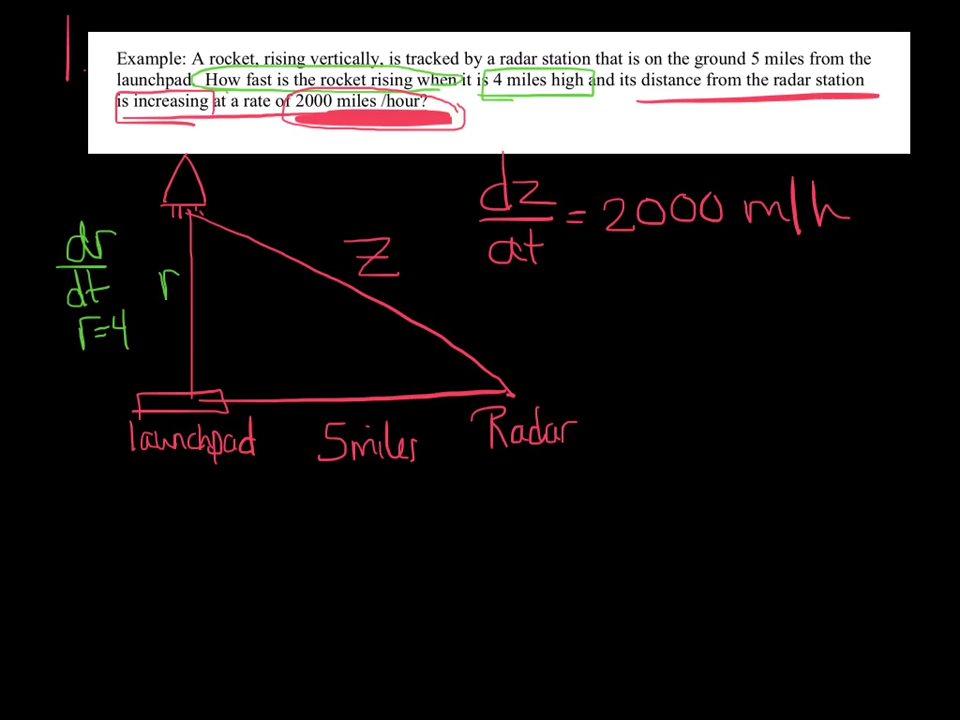 1.
Example: A rocket, rising vertically, is tracked by a radar station that is on the ground 5 miles from the
launchpad. How fast is the rocket rising when it is 4 miles high and its distance from the radar station
is increasing at a rate of 2000 miles /hour?
dz/dt = 2000 m/h
dr/dt
r
z
r=4
launchpad
5miles
Radar